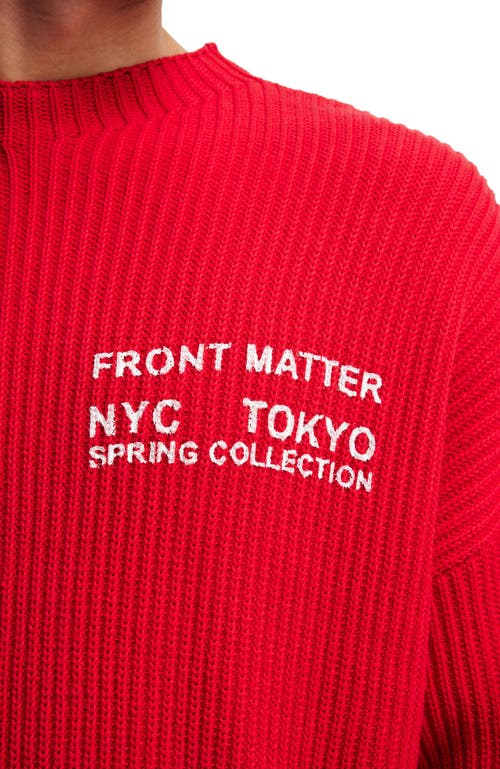 FRONT MATTER
NYC TOKYO
SPRING COLLECTION